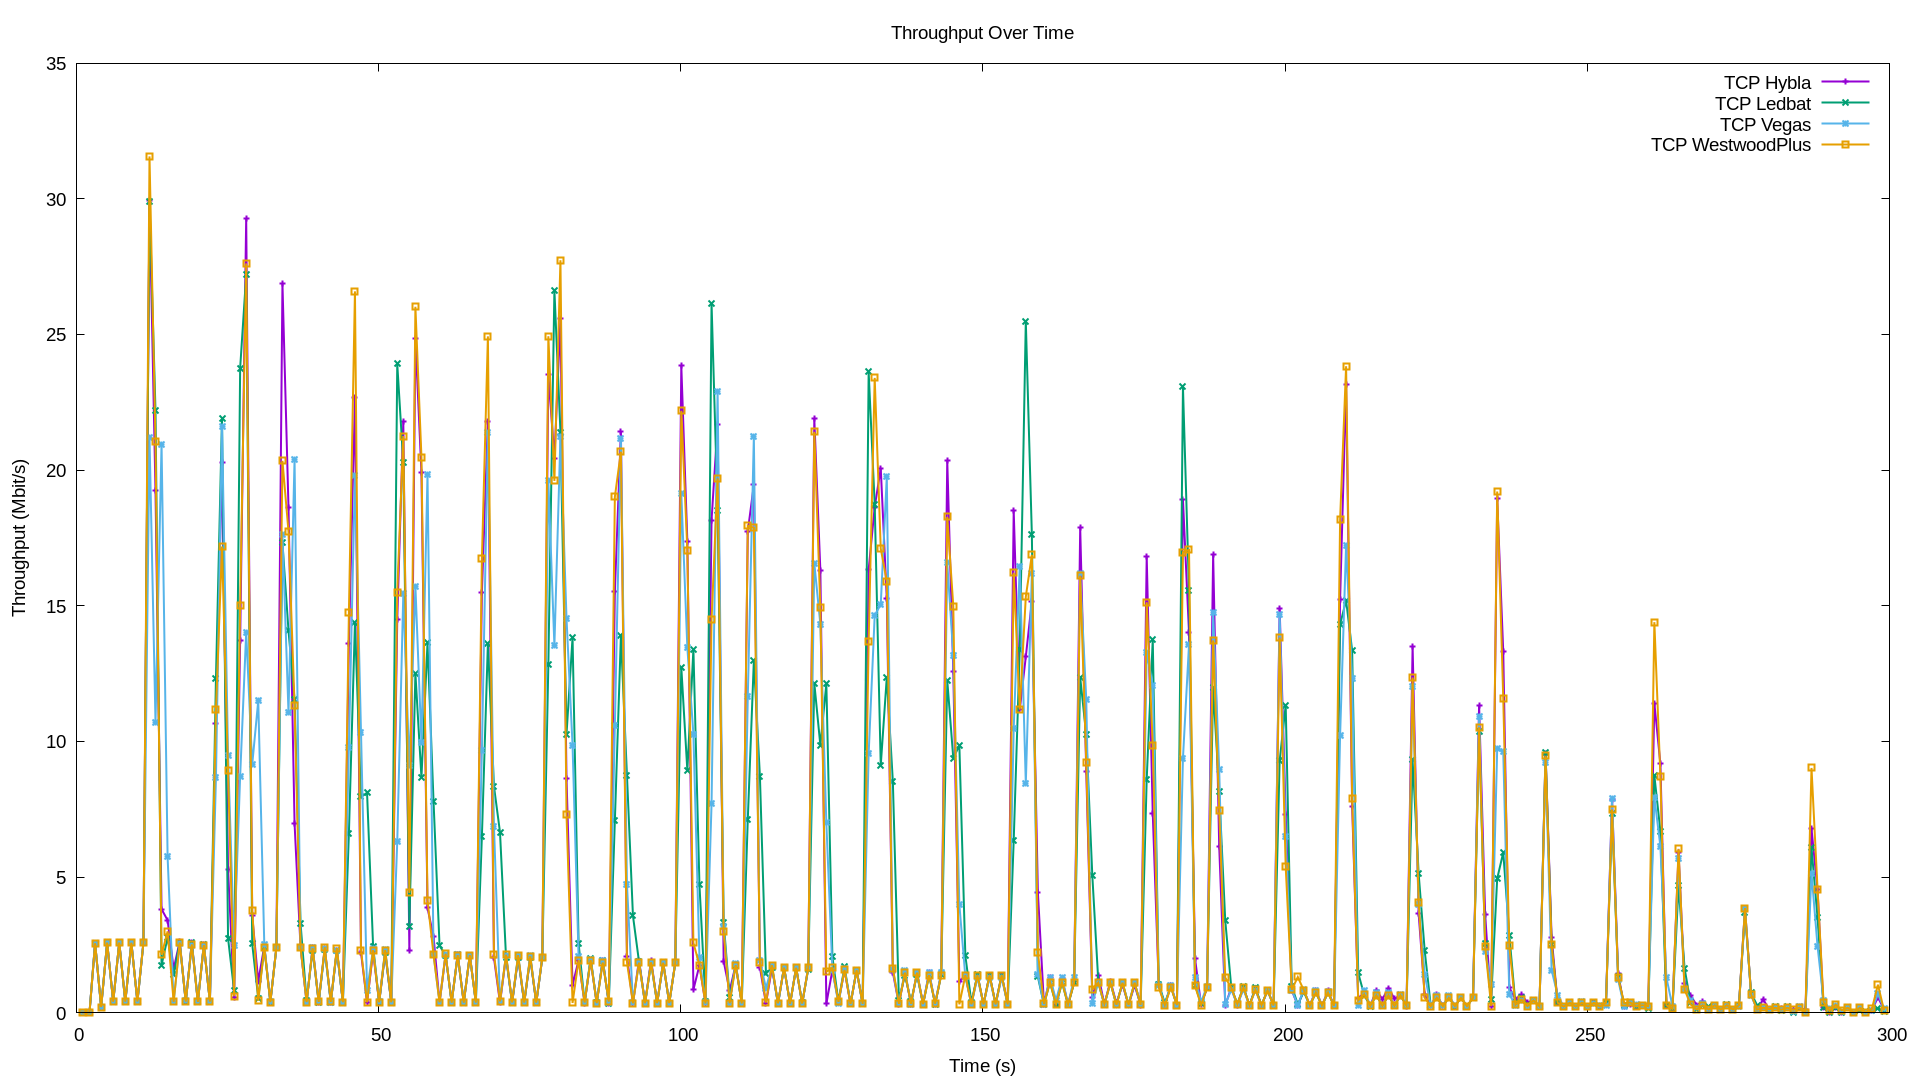 Throughput Over Time
35
30
25
20
15
10
5
0
Throughput (Mbit/s)
TCP Hybla
TCP Ledbat
TCP Vegas
TCP WestwoodPlus
0 50 100 150 200 250 300
Time (s)